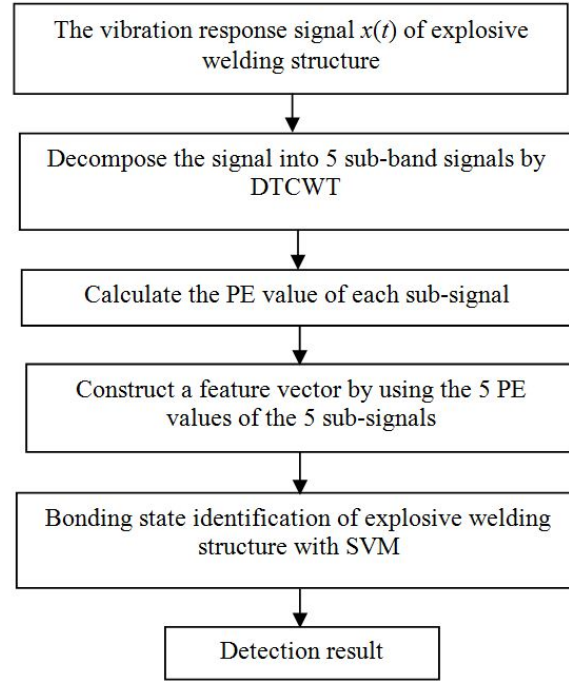 The vibration response signal x(t) of explosive
welding structure
Decompose the signal into 5 sub-band signals by
DTCWT
Calculate the PE value of each sub-signal
Construct a feature vector by using the 5 PE
values of the 5 sub-signals
Bonding state identification of explosive welding
structure with SVM
Detection result